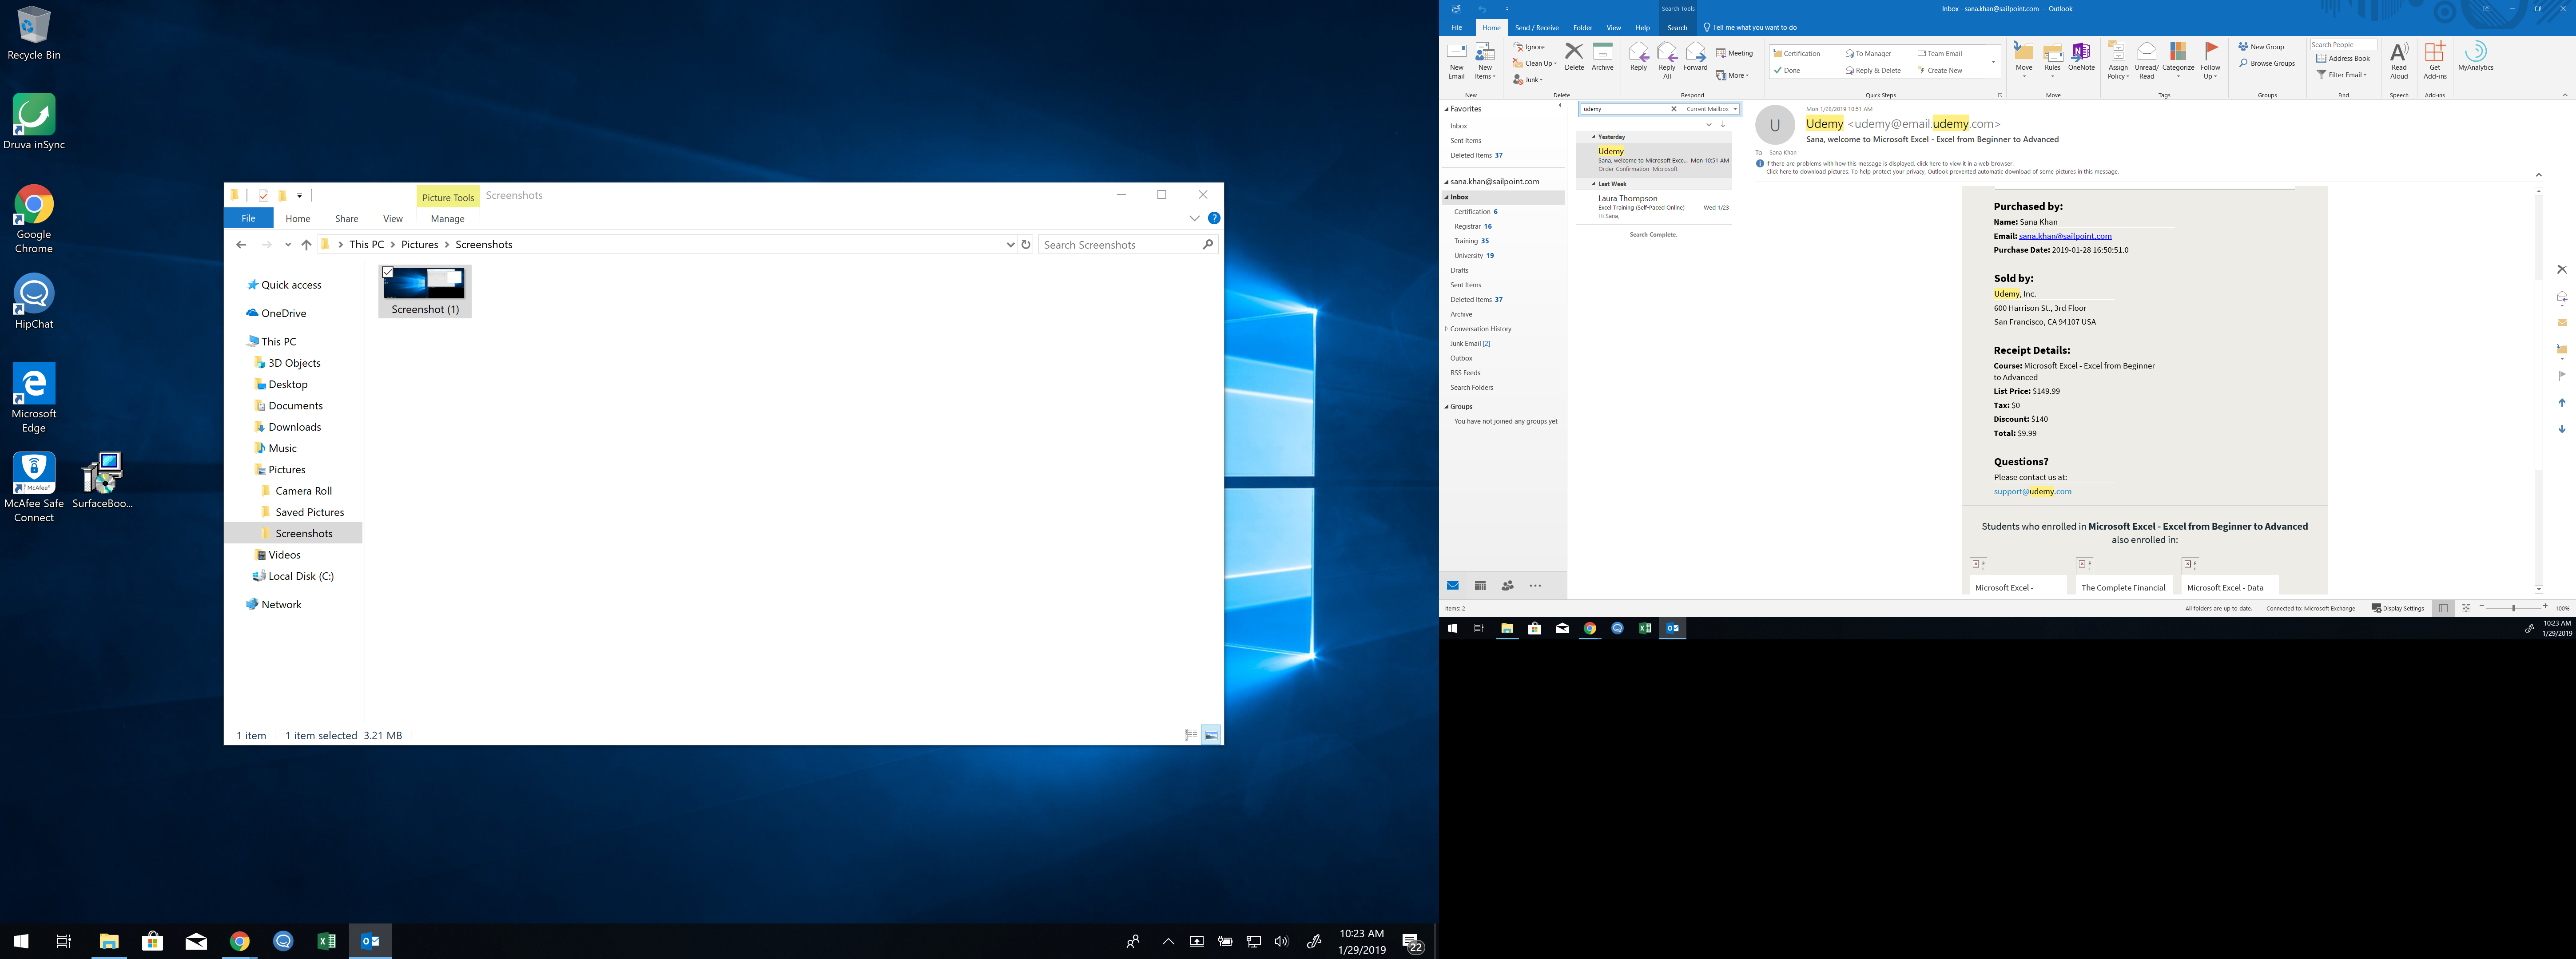 Recycle Bin
Druva inSync
Google
Chrome
HipChat
Microsoft
Edge
McAfee
McAfee Safe
Connect
SurfaceBoo...
Picture Tools
Screenshots
File
Home
Share
View
Manage
This PC
Pictures
Screenshots
Search Screenshots
Quick access
OneDrive
This PC
3D Objects
Desktop
Documents
Downloads
Music
Pictures
Camera Roll
Saved Pictures
Screenshots
Videos
Local Disk (C:)
Network
Screenshot (1)
1 item
1 item selected 3.21 MB
10:23 AM
1/29/2019
22
Search Tools
Inbox - sana.khan@sailpoint.com - Outlook
File
Home
Send / Receive
Folder
View
Help
Search
Tell me what you want to do
New
Email
New
Items
New
Ignore
Clean Up
Junk
Delete
Archive
Delete
Reply
Reply
All
Forward
Meeting
More
Respond
Certification
To Manager
Team Email
Done
Reply & Delete
Create New
Quick Steps
Move
Rules
OneNote
Move
Assign
Policy
Unread/
Read
Categorize
Follow
Up
Tags
New Group
Browse Groups
Groups
Search People
Address Book
Filter Email
Find
Read
Aloud
Speech
Get
Add-ins
Add-ins
MyAnalytics
Favorites
Inbox
Sent Items
Deleted Items 37
sana.khan@sailpoint.com
Inbox
Certification 6
Registrar 16
Training 35
University 19
Drafts
Sent Items
Deleted Items 37
Archive
Conversation History
Junk Email [2]
Outbox
RSS Feeds
Search Folders
Groups
You have not joined any groups yet
udemy
Current Mailbox
Yesterday
Udemy
Sana, welcome to Microsoft Exce... Mon 10:51 AM
Order Confirmation Microsoft
Last Week
Laura Thompson
Excel Training (Self-Paced Online) Wed 1/23
Hi Sana,
Search Complete.
U
Mon 1/28/2019 10:51 AM
Udemy <udemy@email.udemy.com>
Sana, welcome to Microsoft Excel - Excel from Beginner to Advanced
To Sana Khan
If there are problems with how this message is displayed, click here to view it in a web browser.
Click here to download pictures. To help protect your privacy, Outlook prevented automatic download of some pictures in this message.
Purchased by:
Name: Sana Khan
Email: sana.khan@sailpoint.com
Purchase Date: 2019-01-28 16:50:51.0
Sold by:
Udemy, Inc.
600 Harrison St., 3rd Floor
San Francisco, CA 94107 USA
Receipt Details:
Course: Microsoft Excel - Excel from Beginner
to Advanced
List Price: $149.99
Tax: $0
Discount: $140
Total: $9.99
Questions?
Please contact us at:
support@udemy.com
Students who enrolled in Microsoft Excel - Excel from Beginner to Advanced
also enrolled in:
Microsoft Excel -
The Complete Financial
Microsoft Excel - Data
Items: 2
All folders are up to date.
Connected to: Microsoft Exchange
Display Settings
100%
10:23 AM
1/29/2019